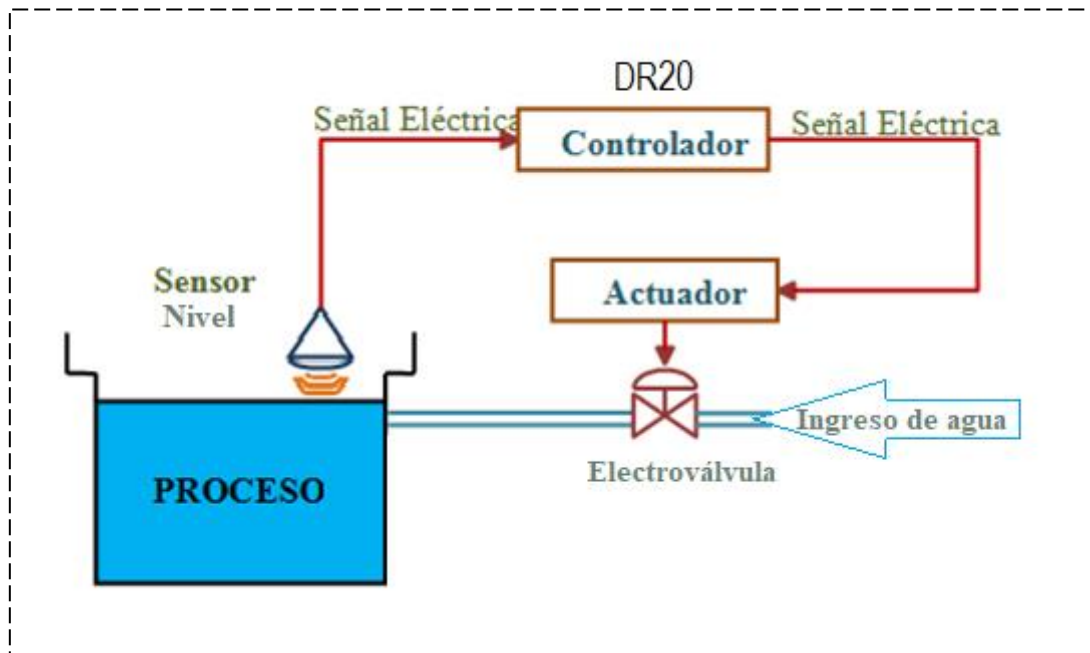 DR20
Señal Eléctrica
Controlador
Señal Eléctrica
Sensor
Nivel
Actuador
Ingreso de agua
Electroválvula
PROCESO